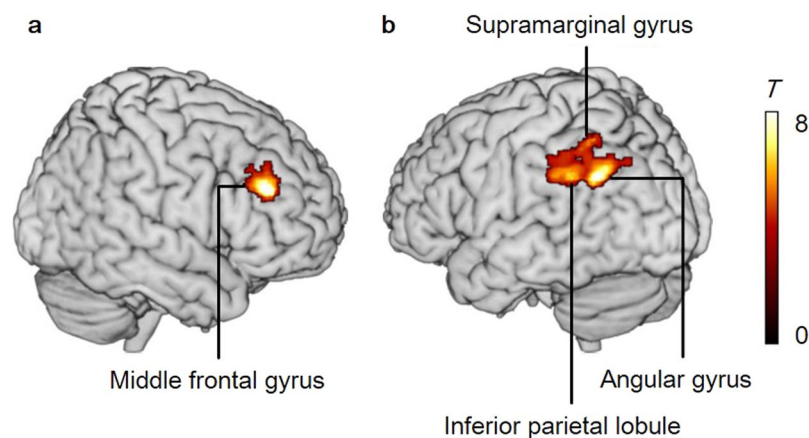 a
b
Supramarginal gyrus
T
8
0
Middle frontal gyrus
Angular gyrus
Inferior parietal lobule